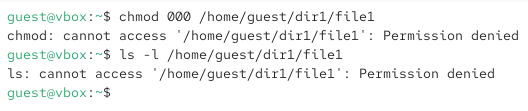 guest@vbox:~$ chmod 000 /home/guest/dir1/file1
chmod: cannot access '/home/guest/dir1/file1': Permission denied
guest@vbox:~$ ls -l /home/guest/dir1/file1
ls: cannot access '/home/guest/dir1/file1': Permission denied
guest@vbox:~$